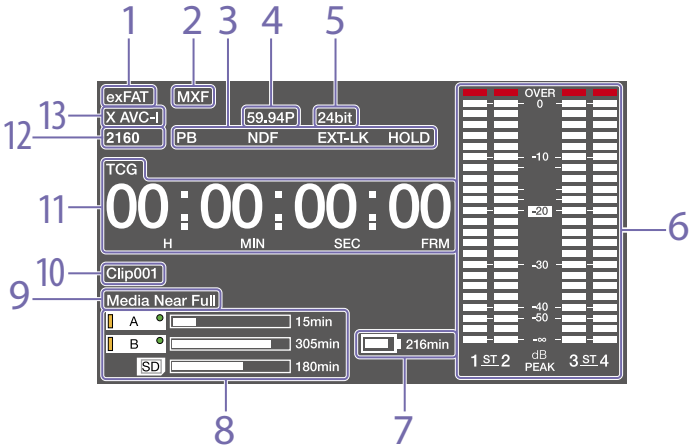 1 2 3 4 5
exFAT MXF
13 X AVC-I 59.94P 24bit
12 2160 PB NDF EXT-LK HOLD
TCG
11 00:00:00:00
H MIN SEC FRM
10 Clip001
9 Media Near Full
A 15min
B 305min 216min
SD 180min
8 7
OVER
0
-10
-20
6
-30
-40
-50
-∞
1 ST 2 dB 3 ST 4
PEAK